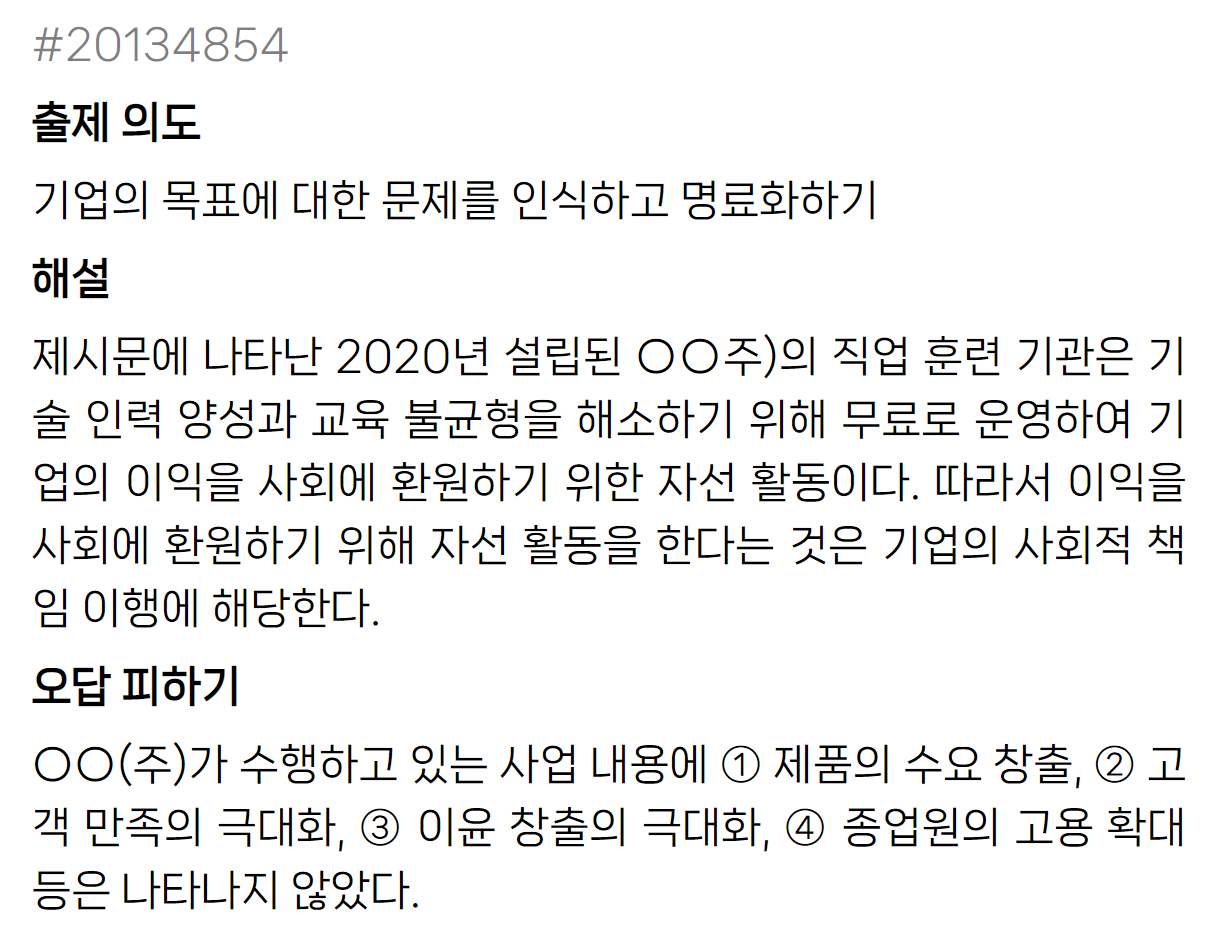 #20134854
출제 의도
기업의 목표에 대한 문제를 인식하고 명료화하기
해설
제시문에 나타난 2020년 설립된 〇〇주)의 직업 훈련 기관은 기
술 인력 양성과 교육 불균형을 해소하기 위해 무료로 운영하여 기
업의 이익을 사회에 환원하기 위한 자선 활동이다. 따라서 이익을
사회에 환원하기 위해 자선 활동을 한다는 것은 기업의 사회적 책
임 이행에 해당한다.
오답 피하기
〇〇(주)가 수행하고 있는 사업 내용에 ① 제품의 수요 창출, ② 고
객 만족의 극대화, ③ 이윤 창출의 극대화, ④ 종업원의 고용 확대
등은 나타나지 않았다.